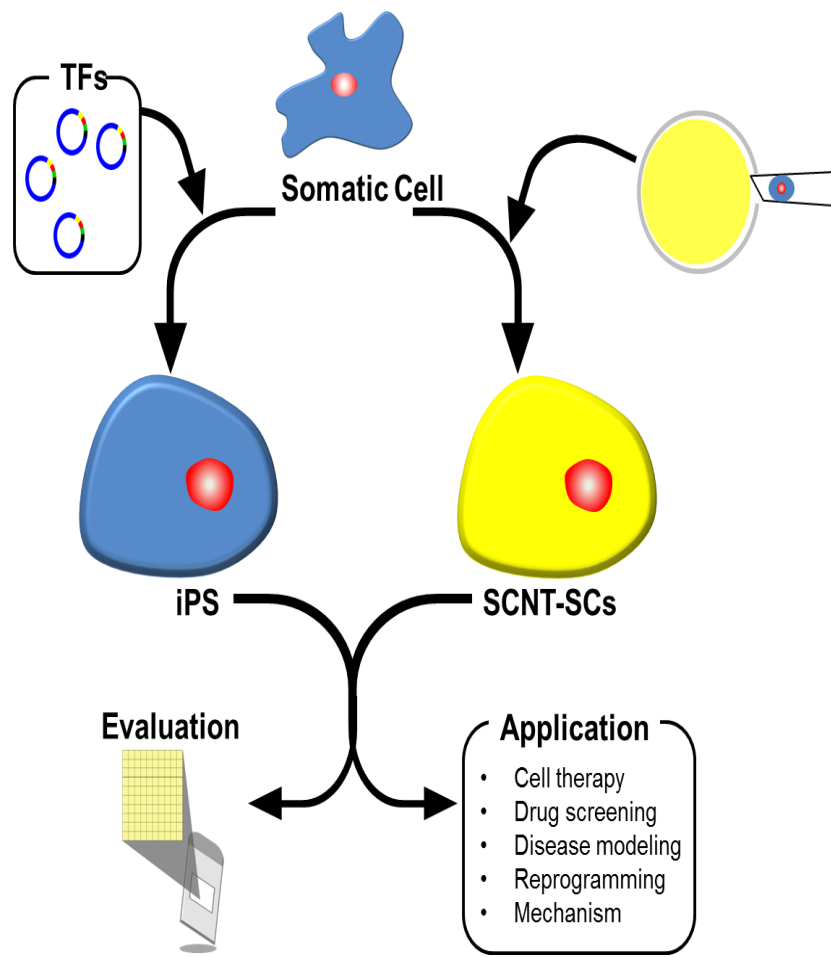 TFs
Somatic Cell
iPS
SCNT-SCs
Evaluation
Application
• Cell therapy
• Drug screening
• Disease modeling
• Reprogramming
• Mechanism